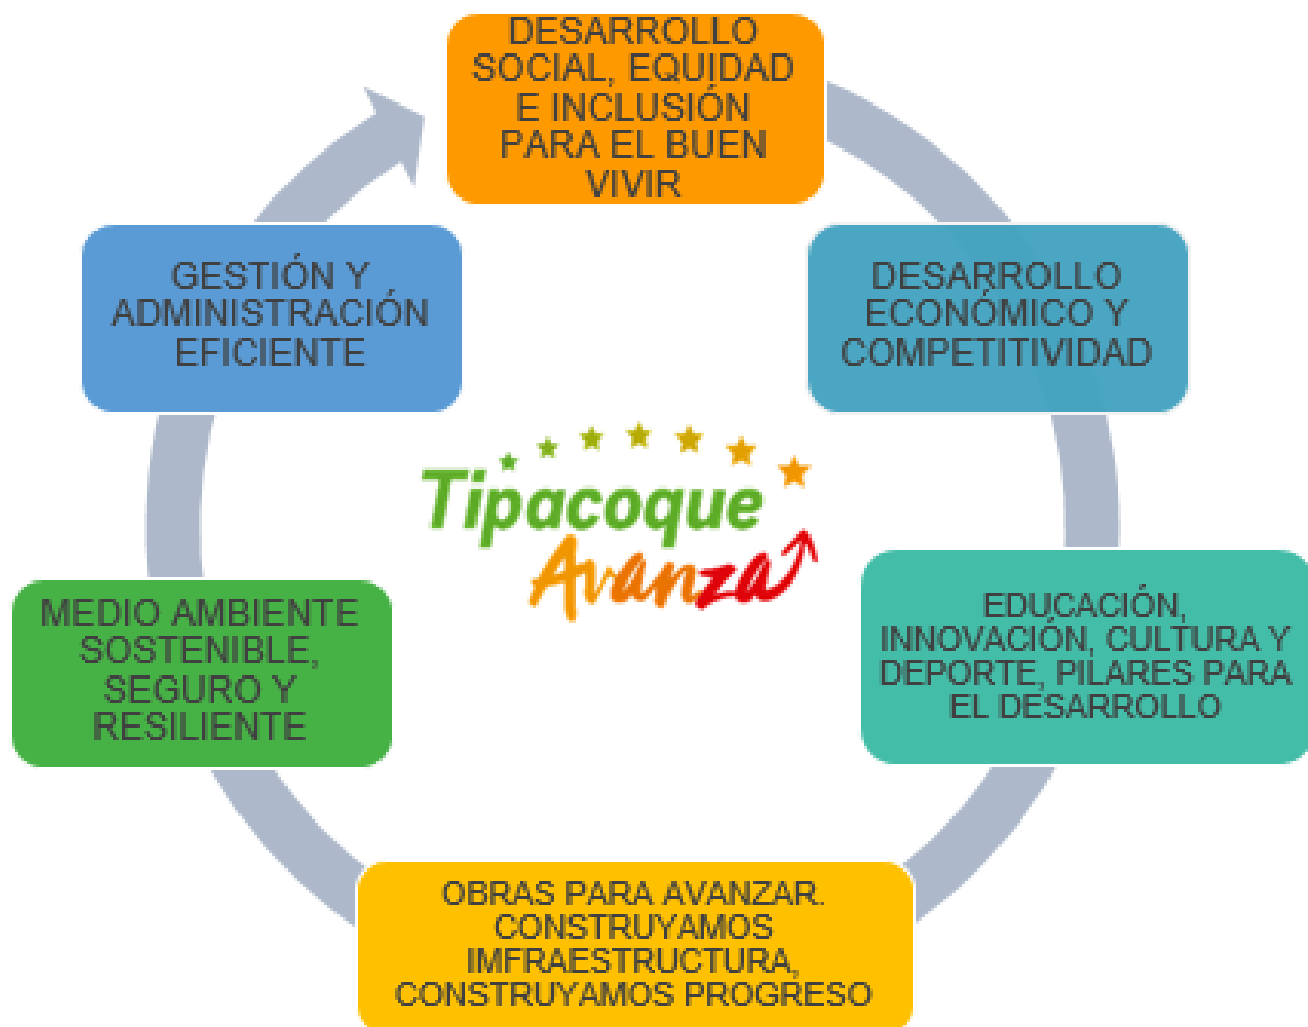 DESARROLLO
SOCIAL, EQUIDAD
E INCLUSIÓN
PARA EL BUEN
VIVIR
DESARROLLO
ECONÓMICO Y
COMPETITIVIDAD
EDUCACIÓN,
INNOVACIÓN, CULTURA Y
DEPORTE, PILARES PARA
EL DESARROLLO
OBRAS PARA AVANZAR.
CONSTRUYAMOS
IMFRAESTRUCTURA,
CONSTRUYAMOS PROGRESO
MEDIO AMBIENTE
SOSTENIBLE,
SEGURO Y
RESILIENTE
GESTIÓN Y
ADMINISTRACIÓN
EFICIENTE
Tipacoque
Avanza